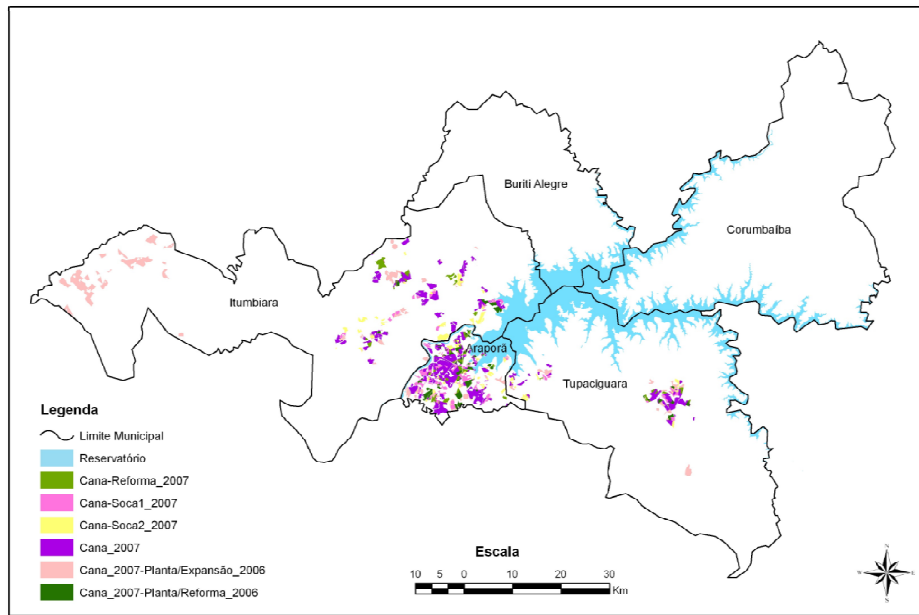 Buriti Alegre
Corumbaíba
Itumbiara
Araporã
Tupaciguara
Legenda
Limite Municipal
Reservatório
Cana-Reforma_2007
Cana-Soca1_2007
Cana-Soca2_2007
Cana_2007
Cana_2007-Planta/Expansão_2006
Cana_2007-Planta/Reforma_2006
Escala
10 5 0 10 20 30
Km
N
W E
S